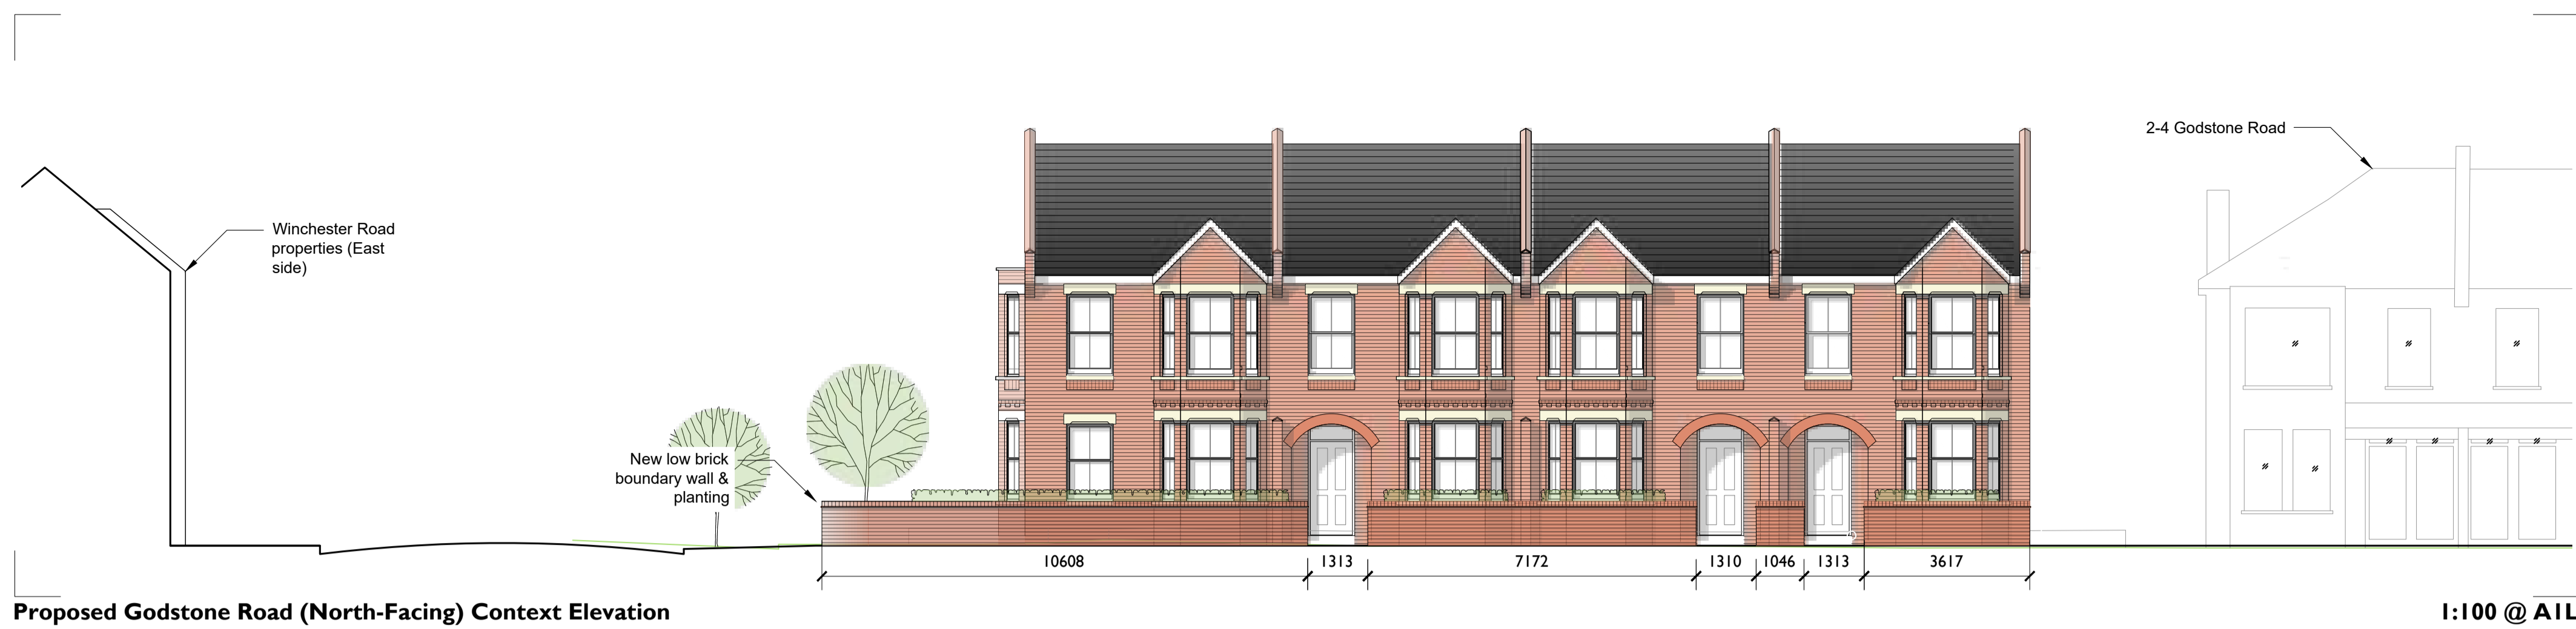 2-4 Godstone Road
Winchester Road
properties (East
side)
New low brick
boundary wall &
planting
10608
1313
7172
1310
1046
1313
3617
Proposed Godstone Road (North-Facing) Context Elevation
1:100 @ A1L